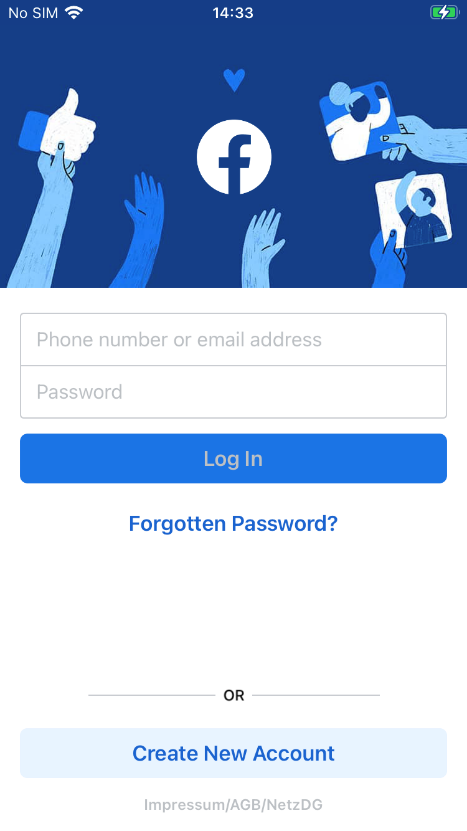 No SIM 14:33
Phone number or email address
Password
Log In
Forgotten Password?
OR
Create New Account
Impressum/AGB/NetzDG